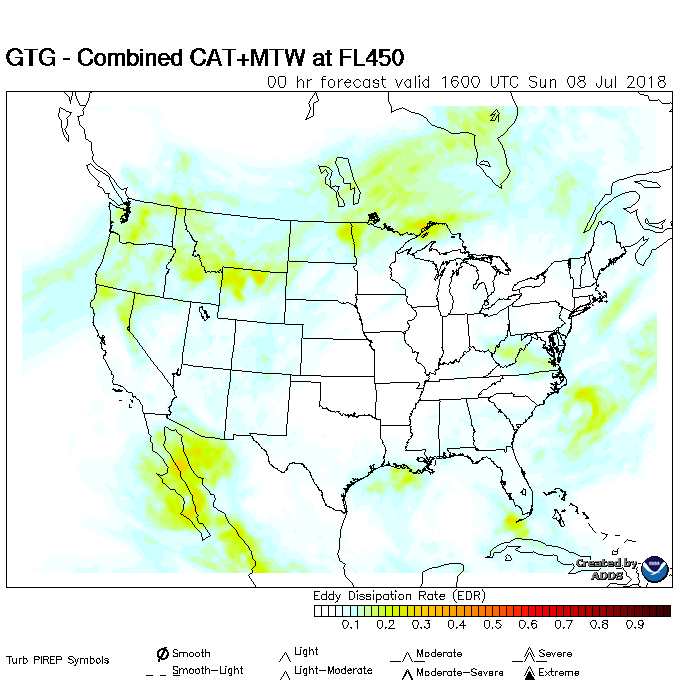 GTG - Combined CAT+MTW at FL450
00 hr forecast valid 1600 UTC Sun 08 Jul 2018
Created by
ADDS
Eddy Dissipation Rate (EDR)
0.1 0.2 0.3 0.4 0.5 0.6 0.7 0.8 0.9
Turb PIREP Symbols
Smooth Light Moderate Severe
Smooth-Light Light-Moderate Moderate-Severe Extreme